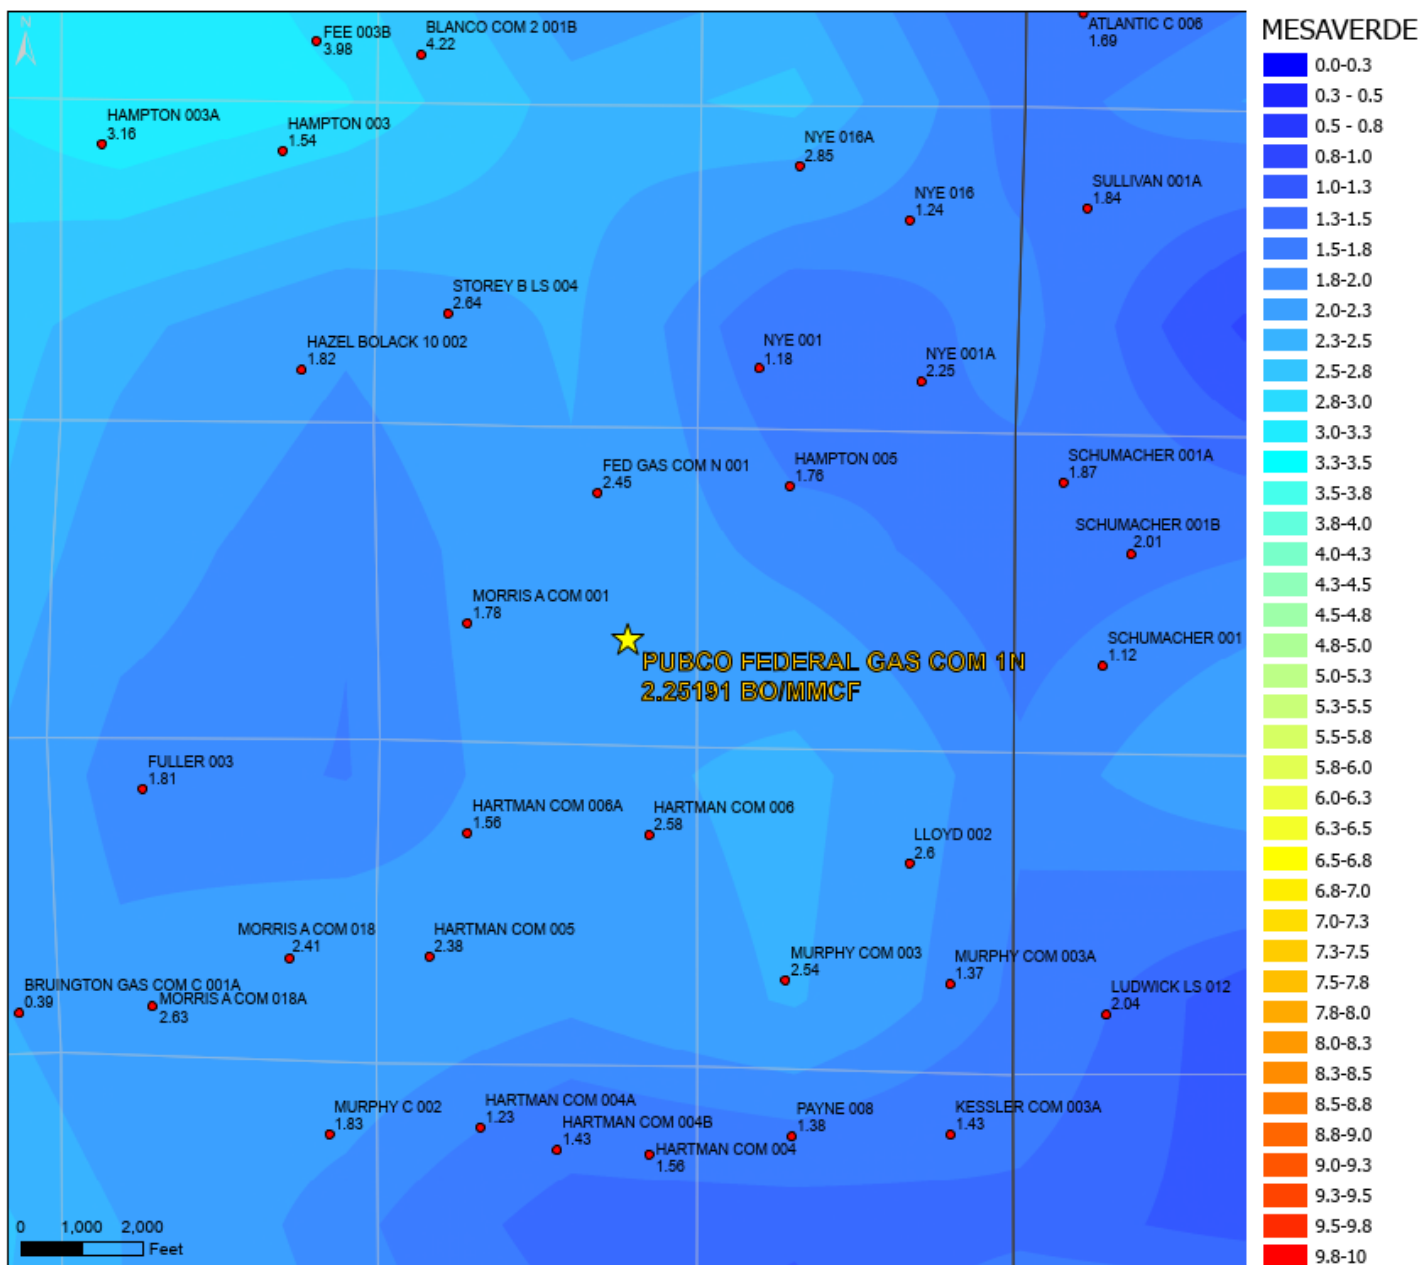 N
FEE 003B
3.98
BLANCO COM 2 001B
4.22
ATLANTIC C 006
1.69
HAMPTON 003A
3.16
HAMPTON 003
1.54
NYE 016A
2.85
NYE 016
1.24
SULLIVAN 001A
1.84
STOREY B LS 004
2.64
HAZEL BOLACK 10 002
1.82
NYE 001
1.18
NYE 001A
2.25
FED GAS COM N 001
2.45
HAMPTON 005
1.76
SCHUMACHER 001A
1.87
SCHUMACHER 001B
2.01
MORRIS A COM 001
1.78
PUBCO FEDERAL GAS COM 1N
2.25191 BO/MMCF
SCHUMACHER 001
1.12
FULLER 003
1.81
HARTMAN COM 006A
1.56
HARTMAN COM 006
2.58
LLOYD 002
2.6
MORRIS A COM 018
2.41
HARTMAN COM 005
2.38
MURPHY COM 003
2.54
MURPHY COM 003A
1.37
BRUINGTON GAS COM C 001A
0.39
MORRIS A COM 018A
2.63
LUDWICK LS 012
2.04
MURPHY C 002
1.83
HARTMAN COM 004A
1.23
HARTMAN COM 004B
1.43
HARTMAN COM 004
1.56
PAYNE 008
1.38
KESSLER COM 003A
1.43
0 1,000 2,000
Feet
MESAVERDE
0.0-0.3
0.3 - 0.5
0.5 - 0.8
0.8-1.0
1.0-1.3
1.3-1.5
1.5-1.8
1.8-2.0
2.0-2.3
2.3-2.5
2.5-2.8
2.8-3.0
3.0-3.3
3.3-3.5
3.5-3.8
3.8-4.0
4.0-4.3
4.3-4.5
4.5-4.8
4.8-5.0
5.0-5.3
5.3-5.5
5.5-5.8
5.8-6.0
6.0-6.3
6.3-6.5
6.5-6.8
6.8-7.0
7.0-7.3
7.3-7.5
7.5-7.8
7.8-8.0
8.0-8.3
8.3-8.5
8.5-8.8
8.8-9.0
9.0-9.3
9.3-9.5
9.5-9.8
9.8-10